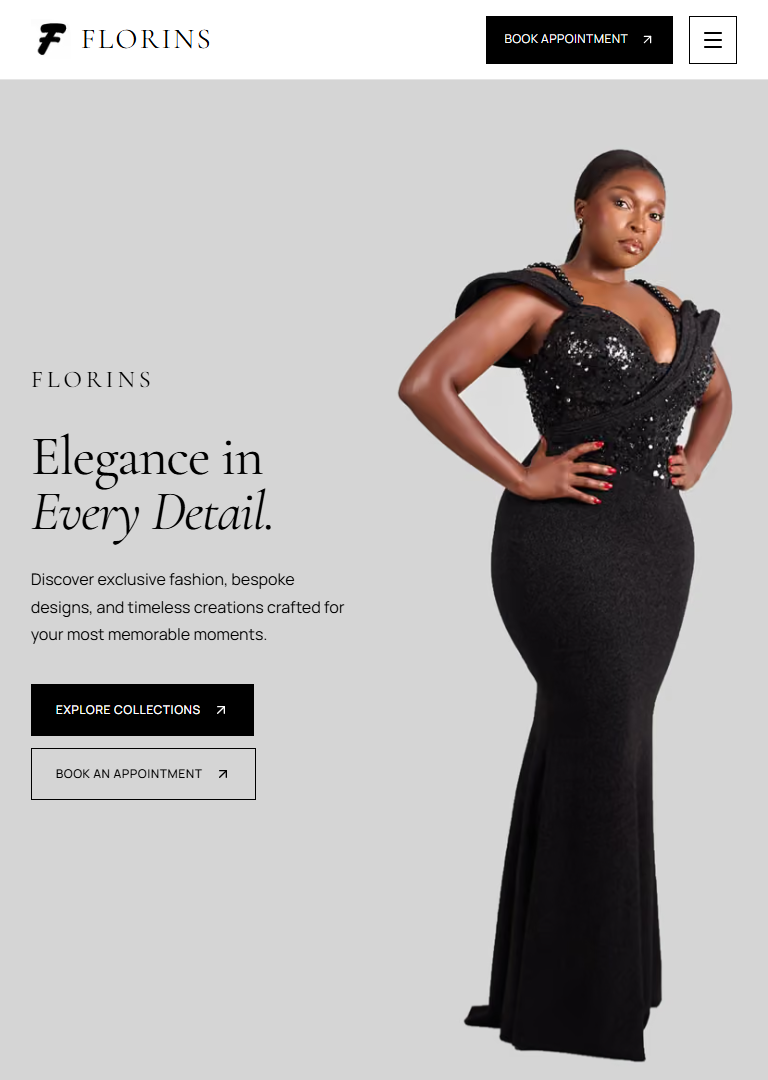 F FLORINS
BOOK APPOINTMENT
FLORINS
Elegance in
Every Detail.
Discover exclusive fashion, bespoke
designs, and timeless creations crafted for
your most memorable moments.
EXPLORE COLLECTIONS
BOOK AN APPOINTMENT